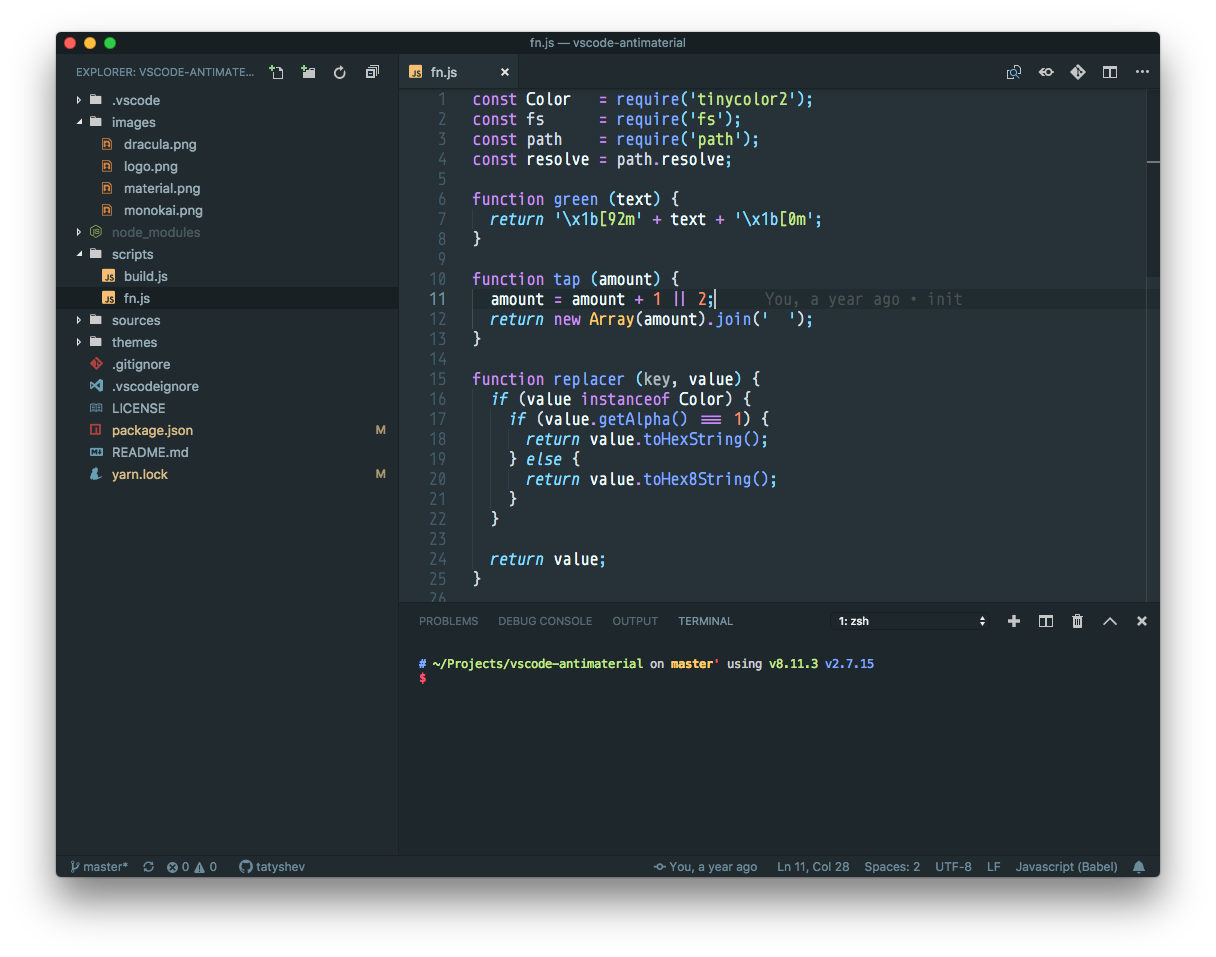 fn.js — vscode-antimaterial
EXPLORER: VSCODE-ANTIMATE...
.vscode
images
dracula.png
logo.png
material.png
monokai.png
node_modules
scripts
JS build.js
JS fn.js
sources
themes
.gitignore
.vscodeignore
LICENSE
package.json M
README.md
yarn.lock M
JS fn.js ×
1 const Color   = require('tinycolor2');
2 const fs      = require('fs');
3 const path    = require('path');
4 const resolve = path.resolve;
5
6 function green (text) {
7   return '\x1b[92m' + text + '\x1b[0m';
8 }
9
10 function tap (amount) {
11   amount = amount + 1 || 2;     You, a year ago • init
12   return new Array(amount).join('  ');
13 }
14
15 function replacer (key, value) {
16   if (value instanceof Color) {
17     if (value.getAlpha() === 1) {
18       return value.toHexString();
19     } else {
20       return value.toHex8String();
21     }
22   }
23
24   return value;
25 }
26
PROBLEMS DEBUG CONSOLE OUTPUT TERMINAL 1: zsh
# ~/Projects/vscode-antimaterial on master' using v8.11.3 v2.7.15
$
master* 0 0 tatyshev You, a year ago Ln 11, Col 28 Spaces: 2 UTF-8 LF Javascript (Babel)